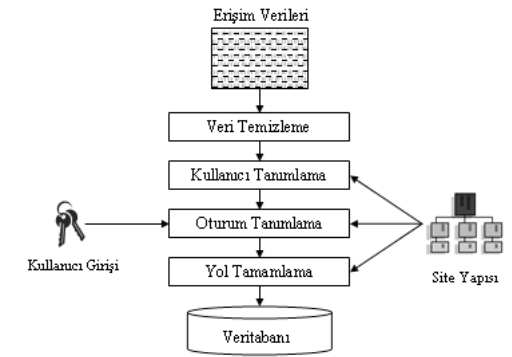 Erişim Verileri
Veri Temizleme
Kullanıcı Tanımlama
Oturum Tanımlama
Kullanıcı Girişi
Yol Tamamlama
Site Yapısı
Veritabanı